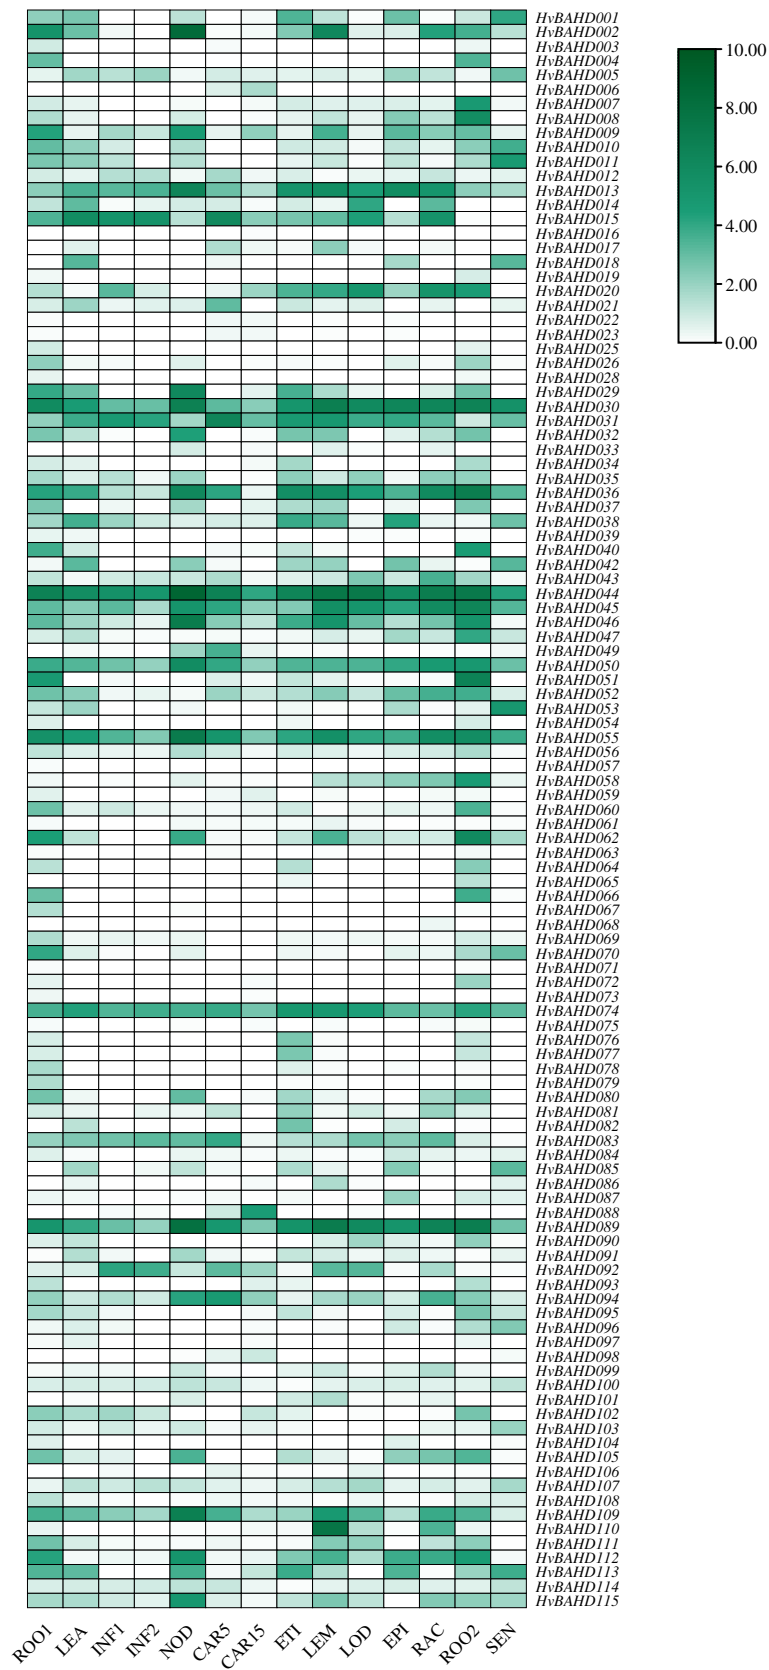 HvBAHD001
HvBAHD002
HvBAHD003
HvBAHD004
HvBAHD005
HvBAHD006
HvBAHD007
HvBAHD008
HvBAHD009
HvBAHD010
HvBAHD011
HvBAHD012
HvBAHD013
HvBAHD014
HvBAHD015
HvBAHD016
HvBAHD017
HvBAHD018
HvBAHD019
HvBAHD020
HvBAHD021
HvBAHD022
HvBAHD023
HvBAHD025
HvBAHD026
HvBAHD028
HvBAHD029
HvBAHD030
HvBAHD031
HvBAHD032
HvBAHD033
HvBAHD034
HvBAHD035
HvBAHD036
HvBAHD037
HvBAHD038
HvBAHD039
HvBAHD040
HvBAHD042
HvBAHD043
HvBAHD044
HvBAHD045
HvBAHD046
HvBAHD047
HvBAHD049
HvBAHD050
HvBAHD051
HvBAHD052
HvBAHD053
HvBAHD054
HvBAHD055
HvBAHD056
HvBAHD057
HvBAHD058
HvBAHD059
HvBAHD060
HvBAHD061
HvBAHD062
HvBAHD063
HvBAHD064
HvBAHD065
HvBAHD066
HvBAHD067
HvBAHD068
HvBAHD069
HvBAHD070
HvBAHD071
HvBAHD072
HvBAHD073
HvBAHD074
HvBAHD075
HvBAHD076
HvBAHD077
HvBAHD078
HvBAHD079
HvBAHD080
HvBAHD081
HvBAHD082
HvBAHD083
HvBAHD084
HvBAHD085
HvBAHD086
HvBAHD087
HvBAHD088
HvBAHD089
HvBAHD090
HvBAHD091
HvBAHD092
HvBAHD093
HvBAHD094
HvBAHD095
HvBAHD096
HvBAHD097
HvBAHD098
HvBAHD099
HvBAHD100
HvBAHD101
HvBAHD102
HvBAHD103
HvBAHD104
HvBAHD105
HvBAHD106
HvBAHD107
HvBAHD108
HvBAHD109
HvBAHD110
HvBAHD111
HvBAHD112
HvBAHD113
HvBAHD114
HvBAHD115
ROO1 LEA INF1 INF2 NOD CAR5 CAR15 ETI LEM LOD EPI RAC ROO2 SEN
10.00
8.00
6.00
4.00
2.00
0.00